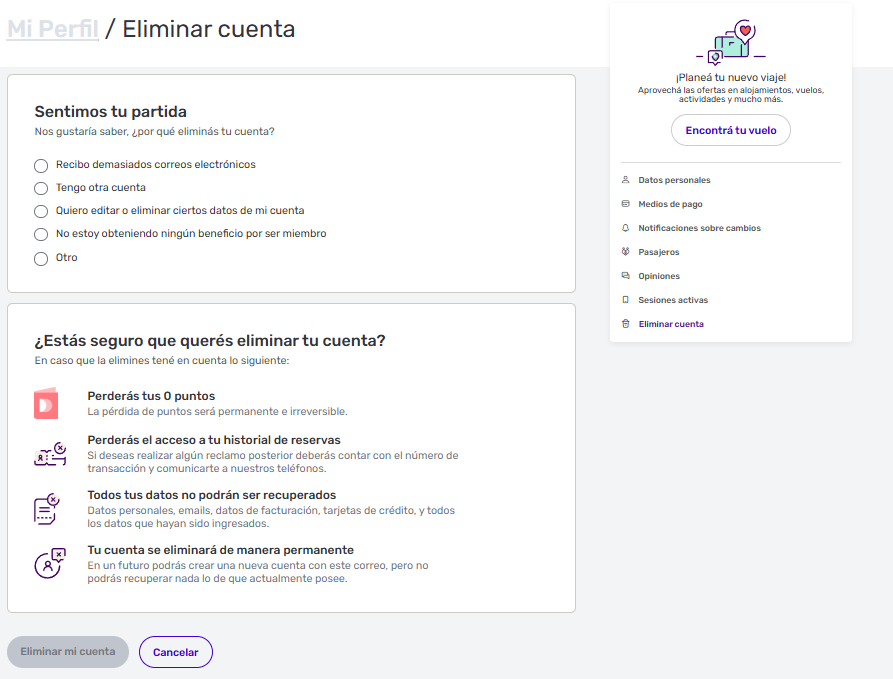 Mi Perfil / Eliminar cuenta
Sentimos tu partida
Nos gustaría saber, ¿por qué eliminás tu cuenta?
Recibo demasiados correos electrónicos
Tengo otra cuenta
Quiero editar o eliminar ciertos datos de mi cuenta
No estoy obteniendo ningún beneficio por ser miembro
Otro
¿Estás seguro que querés eliminar tu cuenta?
En caso que la elimines tené en cuenta lo siguiente:
Perderás tus 0 puntos
La pérdida de puntos será permanente e irreversible.
Perderás el acceso a tu historial de reservas
Si deseas realizar algún reclamo posterior deberás contar con el número de
transacción y comunicarte a nuestros teléfonos.
Todos tus datos no podrán ser recuperados
Datos personales, emails, datos de facturación, tarjetas de crédito, y todos
los datos que hayan sido ingresados.
Tu cuenta se eliminará de manera permanente
En un futuro podrás crear una nueva cuenta con este correo, pero no
podrás recuperar nada lo de que actualmente posee.
Eliminar mi cuenta
Cancelar
¡Planeá tu nuevo viaje!
Aprovechá las ofertas en alojamientos, vuelos,
actividades y mucho más.
Encontrá tu vuelo
Datos personales
Medios de pago
Notificaciones sobre cambios
Pasajeros
Opiniones
Sesiones activas
Eliminar cuenta